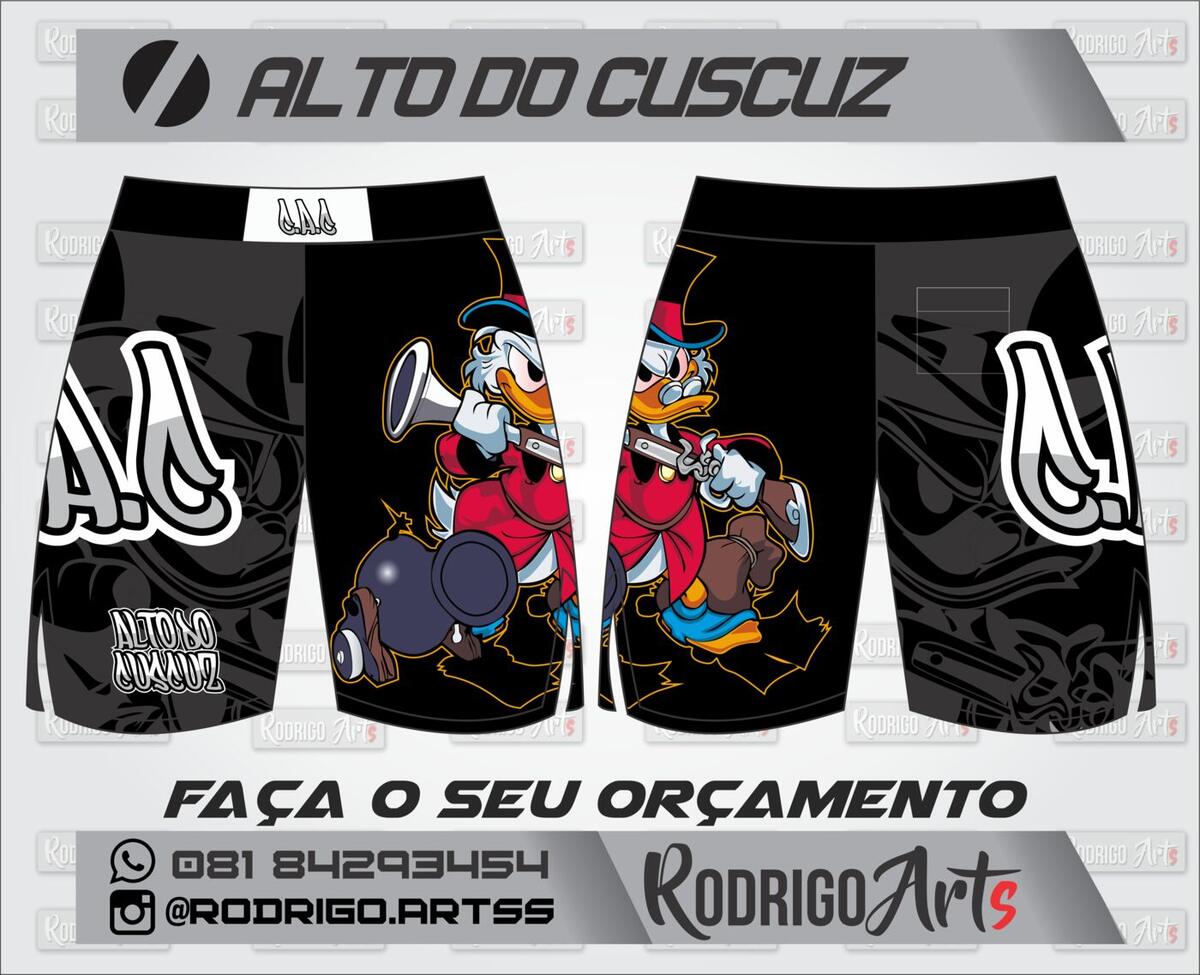 ALTO DO CUSCUZ
C.A.C
A.C
C.
ALTO DO
CUSCUZ
FAÇA O SEU ORÇAMENTO
081 84293454
@RODRIGO.ARTSS
RODRIGO ARTS